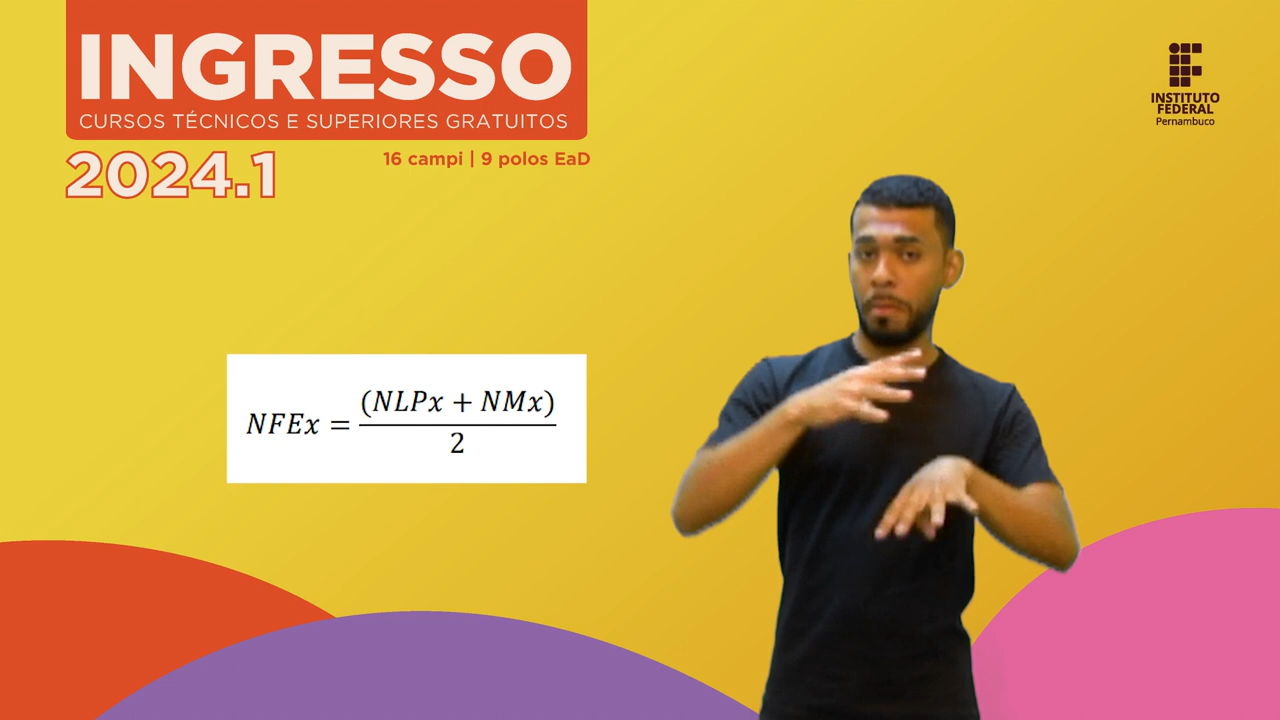 INGRESSO
CURSOS TÉCNICOS E SUPERIORES GRATUITOS
2024.1
16 campi | 9 polos EaD
INSTITUTO
FEDERAL
Pernambuco
NFEx = (NLPx + NMx)
2